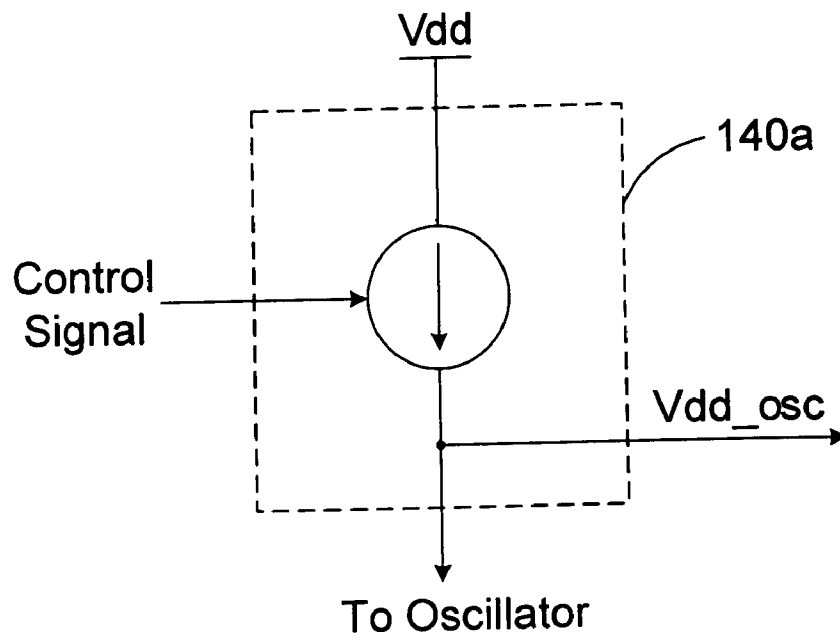 Vdd
140a
Control
Signal
Vdd_osc
To Oscillator